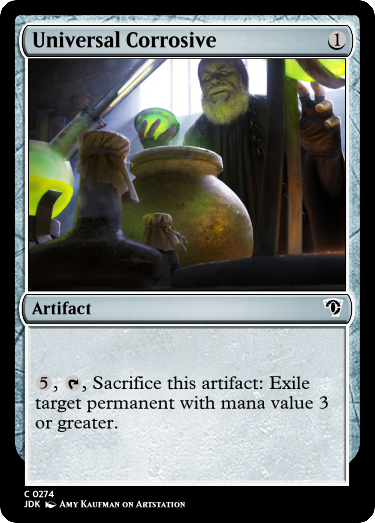 Universal Corrosive 1
Artifact
5, , Sacrifice this artifact: Exile
target permanent with mana value 3
or greater.
C 0274
JDK Amy Kaufman on Artstation